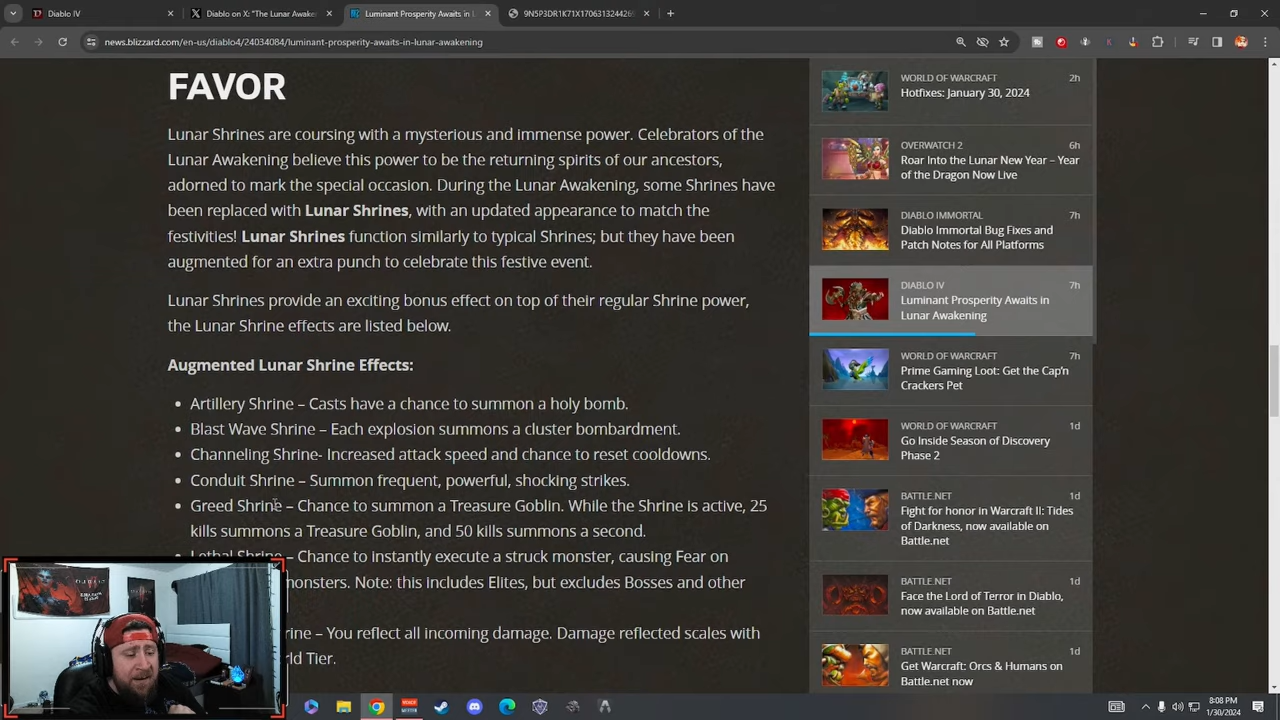 Diablo IV
Diablo on X: "The Lunar Awake
Luminant Prosperity Awaits in L
9N5P3DR1K71X1706313244265
news.blizzard.com/en-us/diablo4/24034084/luminant-prosperity-awaits-in-lunar-awakening
FAVOR
Lunar Shrines are coursing with a mysterious and immense power. Celebrators of the
Lunar Awakening believe this power to be the returning spirits of our ancestors,
adorned to mark the special occasion. During the Lunar Awakening, some Shrines have
been replaced with Lunar Shrines, with an updated appearance to match the
festivities! Lunar Shrines function similarly to typical Shrines; but they have been
augmented for an extra punch to celebrate this festive event.
Lunar Shrines provide an exciting bonus effect on top of their regular Shrine power,
the Lunar Shrine effects are listed below.
Augmented Lunar Shrine Effects:
• Artillery Shrine – Casts have a chance to summon a holy bomb.
• Blast Wave Shrine – Each explosion summons a cluster bombardment.
• Channeling Shrine- Increased attack speed and chance to reset cooldowns.
• Conduit Shrine – Summon frequent, powerful, shocking strikes.
• Greed Shrine – Chance to summon a Treasure Goblin. While the Shrine is active, 25
kills summons a Treasure Goblin, and 50 kills summons a second.
Lethal Shrine – Chance to instantly execute a struck monster, causing Fear on
monsters. Note: this includes Elites, but excludes Bosses and other
rine – You reflect all incoming damage. Damage reflected scales with
rld Tier.
WORLD OF WARCRAFT 2h
Hotfixes: January 30, 2024
OVERWATCH 2 6h
Roar Into the Lunar New Year – Year
of the Dragon Now Live
DIABLO IMMORTAL 7h
Diablo Immortal Bug Fixes and
Patch Notes for All Platforms
DIABLO IV 7h
Luminant Prosperity Awaits in
Lunar Awakening
WORLD OF WARCRAFT 7h
Prime Gaming Loot: Get the Cap'n
Crackers Pet
WORLD OF WARCRAFT 1d
Go Inside Season of Discovery
Phase 2
BATTLE.NET 1d
Fight for honor in Warcraft II: Tides
of Darkness, now available on
Battle.net
BATTLE.NET 1d
Face the Lord of Terror in Diablo,
now available on Battle.net
BATTLE.NET 1d
Get Warcraft: Orcs & Humans on
Battle.net now
8:08 PM
1/30/2024